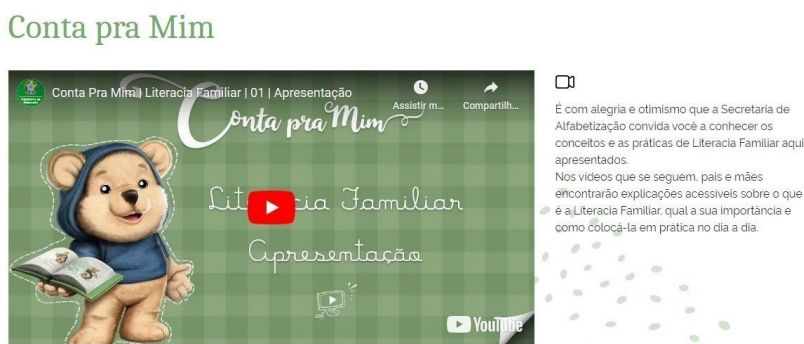 Conta pra Mim
Conta Pra Mim | Literacia Familiar | 01 | Apresentação
Assistir m...
Compartilh...
Conta pra Mim
Literacia Familiar
Apresentação
YouTube
É com alegria e otimismo que a Secretaria de
Alfabetização convida você a conhecer os
conceitos e as práticas de Literacia Familiar aqui
apresentados.
Nos vídeos que se seguem, pais e mães
encontrarão explicações acessíveis sobre o que
é a Literacia Familiar, qual a sua importância e
como colocá-la em prática no dia a dia.